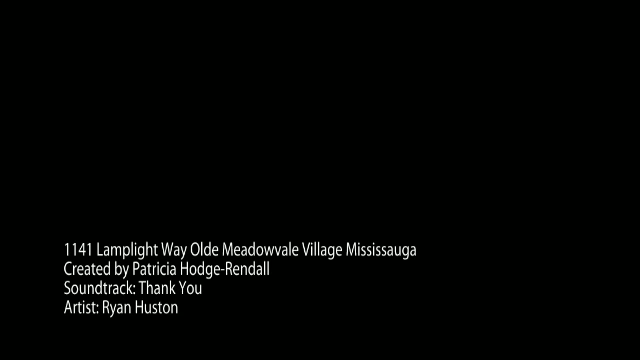 1141 Lamplight Way Olde Meadowvale Village Mississauga
Created by Patricia Hodge-Rendall
Soundtrack: Thank You
Artist: Ryan Huston